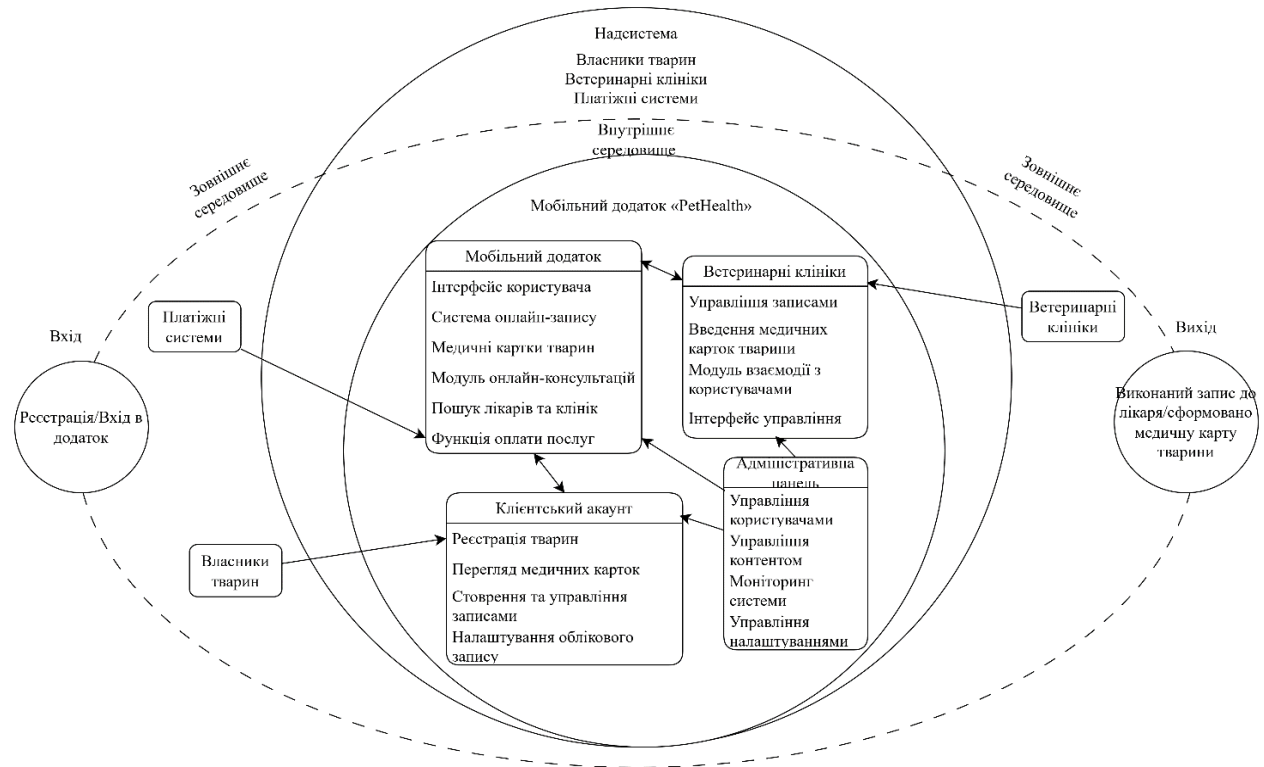 Надсистема
Власники тварин
Ветеринарні клініки
Платіжні системи
Внутрішнє
середовище
Зовнішнє
середовище
Зовнішнє
середовище
Мобільний додаток «PetHealth»
Мобільний додаток
Інтерфейс користувача
Система онлайн-запису
Медичні картки тварин
Модуль онлайн-консультацій
Пошук лікарів та клінік
Функція оплати послуг
Ветеринарні клініки
Управління записами
Введення медичних
карток тварини
Модуль взаємодії з
користувачами
Інтерфейс управління
Платіжні
системи
Ветеринарні
клініки
Вхід
Реєстрація/Вхід в
додаток
Вихід
Виконаний запис до
лікаря/сформовано
медичну карту
тварини
Адміністративна
панель
Управління
користувачами
Управління
контентом
Моніторинг
системи
Управління
налаштуваннями
Клієнтський акаунт
Реєстрація тварин
Перегляд медичних карток
Стоврення та управління
записами
Налаштування облікового
запису
Власники
тварин